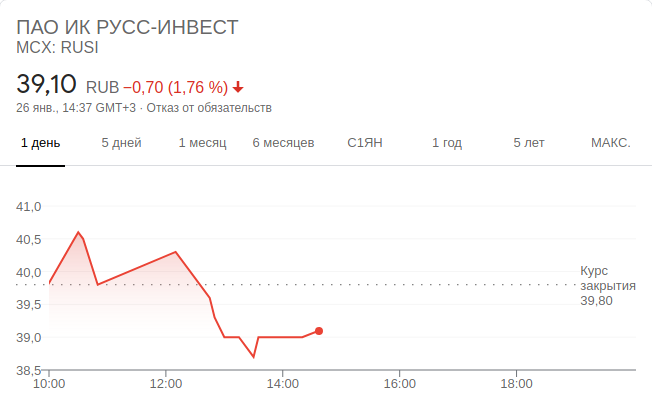 ПАО ИК РУСС-ИНВЕСТ
MCX: RUSI
39,10 RUB −0,70 (1,76 %)
26 янв., 14:37 GMT+3 · Отказ от обязательств
1 день 5 дней 1 месяц 6 месяцев С1ЯН 1 год 5 лет МАКС.
41,0
40,5
40,0
39,5
39,0
38,5
Курс
закрытия
39,80
10:00 12:00 14:00 16:00 18:00